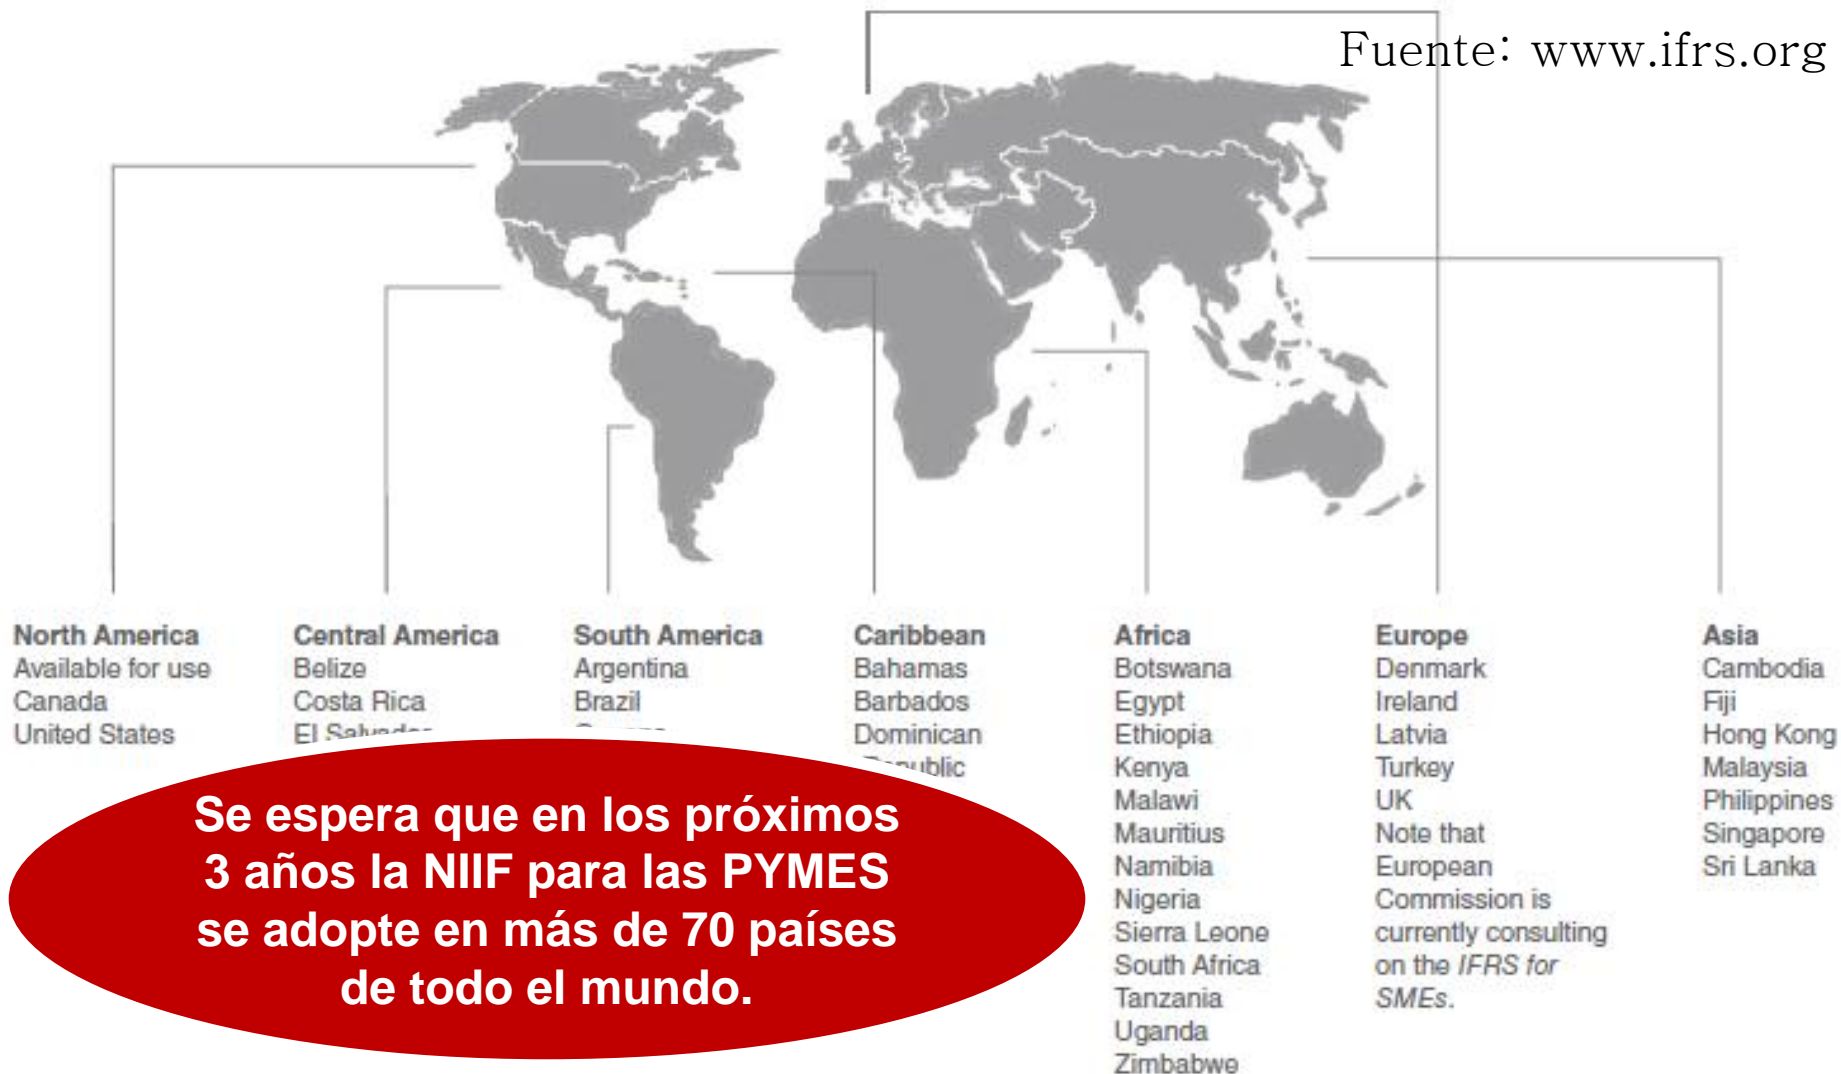 Fuente: www.ifrs.org
North America
Available for use
Canada
United States
Central America
Belize
Costa Rica
El Salvador
South America
Argentina
Brazil
Caribbean
Bahamas
Barbados
Dominican
Republic
Africa
Botswana
Egypt
Ethiopia
Kenya
Malawi
Mauritius
Namibia
Nigeria
Sierra Leone
South Africa
Tanzania
Uganda
Zimbabwe
Europe
Denmark
Ireland
Latvia
Turkey
UK
Note that
European
Commission is
currently consulting
on the IFRS for
SMEs.
Asia
Cambodia
Fiji
Hong Kong
Malaysia
Philippines
Singapore
Sri Lanka
Se espera que en los próximos
3 años la NIIF para las PYMES
se adopte en más de 70 países
de todo el mundo.